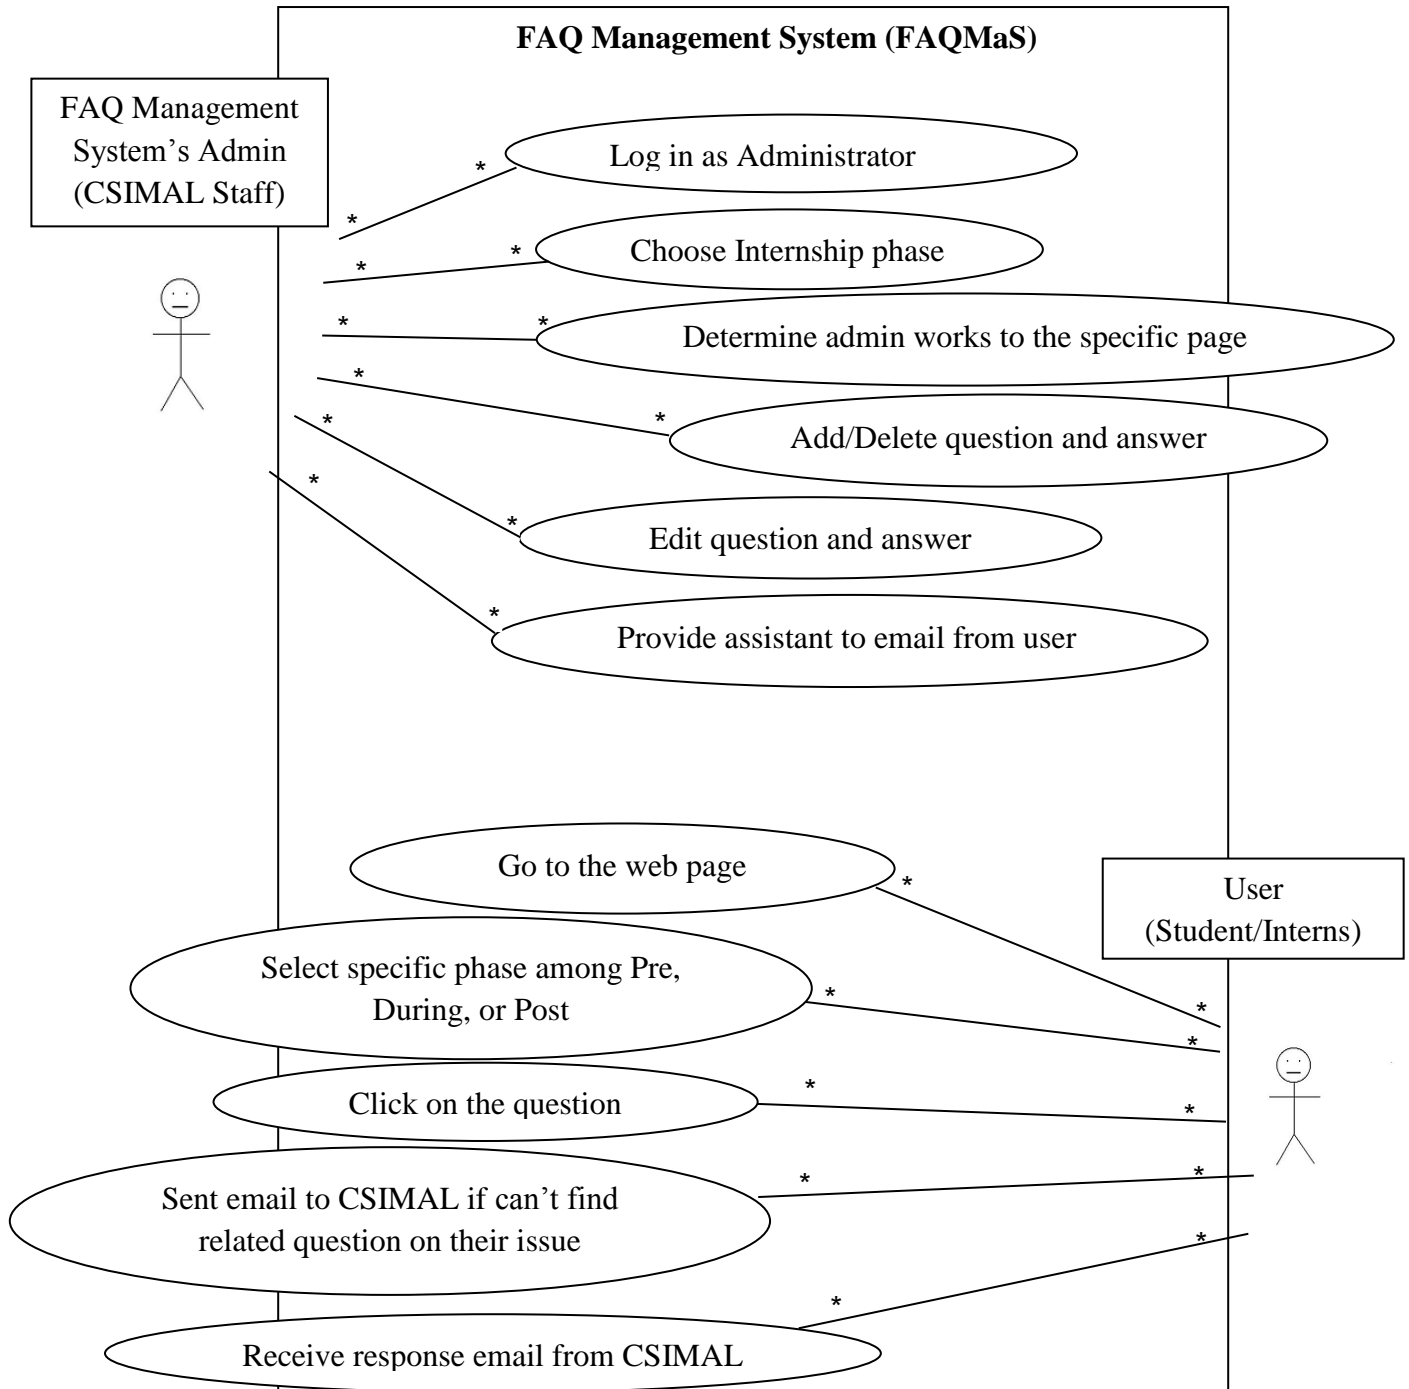 FAQ Management System (FAQMaS)
FAQ Management
System’s Admin
(CSIMAL Staff)
Log in as Administrator
*
*
Choose Internship phase
*
*
Determine admin works to the specific page
*
*
Add/Delete question and answer
*
*
Edit question and answer
*
*
Provide assistant to email from user
*
*
Go to the web page
*
*
User
(Student/Interns)
Select specific phase among Pre,
During, or Post
*
*
Click on the question
*
*
Sent email to CSIMAL if can’t find
related question on their issue
*
*
Receive response email from CSIMAL
*
*